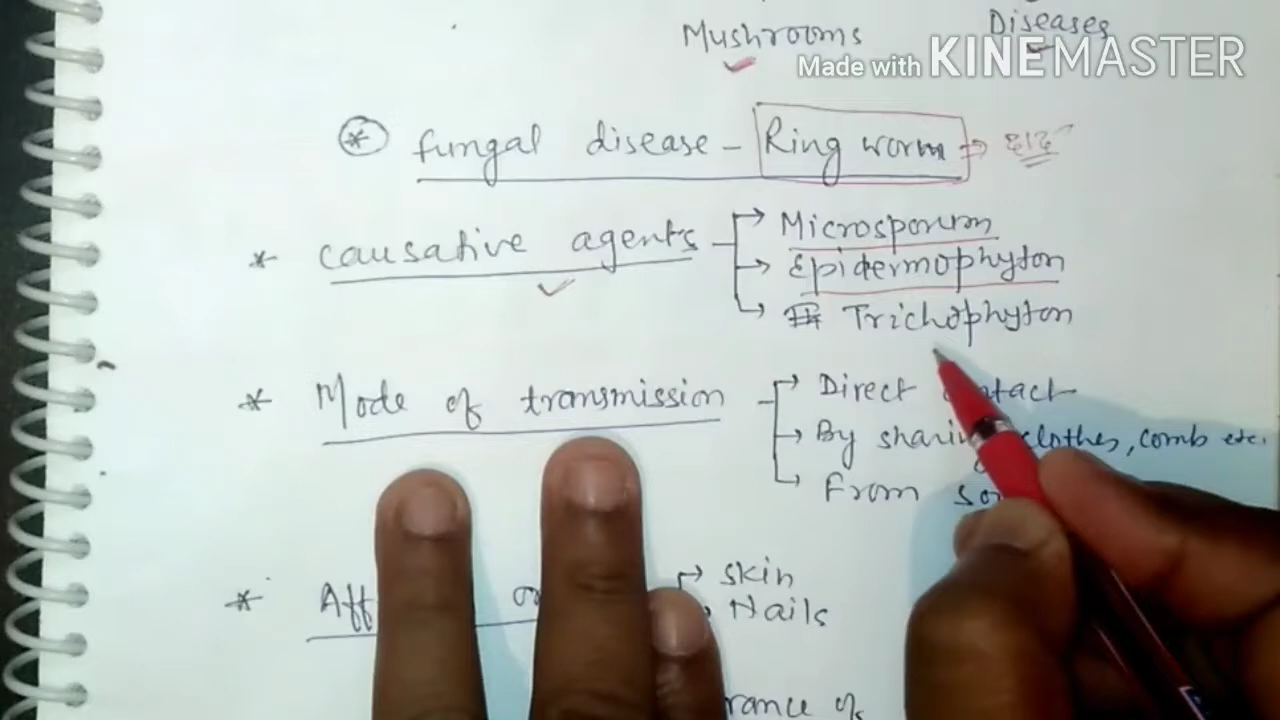 Mushrooms Diseases
Made with KINEMASTER
* fungal disease - Ring worm ⇒ दाद
* Causative agents → Microsporum
→ Epidermophyton
→ Trichophyton
* Mode of transmission → Direct
→ By clothes, comb etc.
→ From
* → Skin
Nails
of